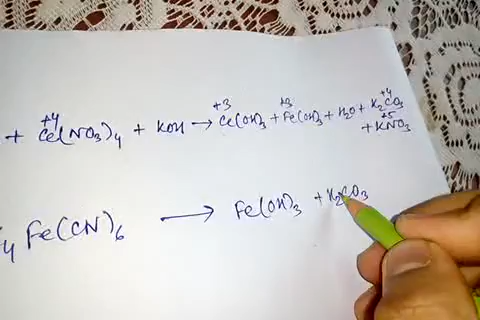 +4 +3 +3 +4
+ Ce(NO3)4 + KOH → Ce(OH)3 + Fe(OH)3 + H2O + K2CO3
+5
+ KNO3
4 Fe(CN)6 → Fe(OH)3 + K2CO3